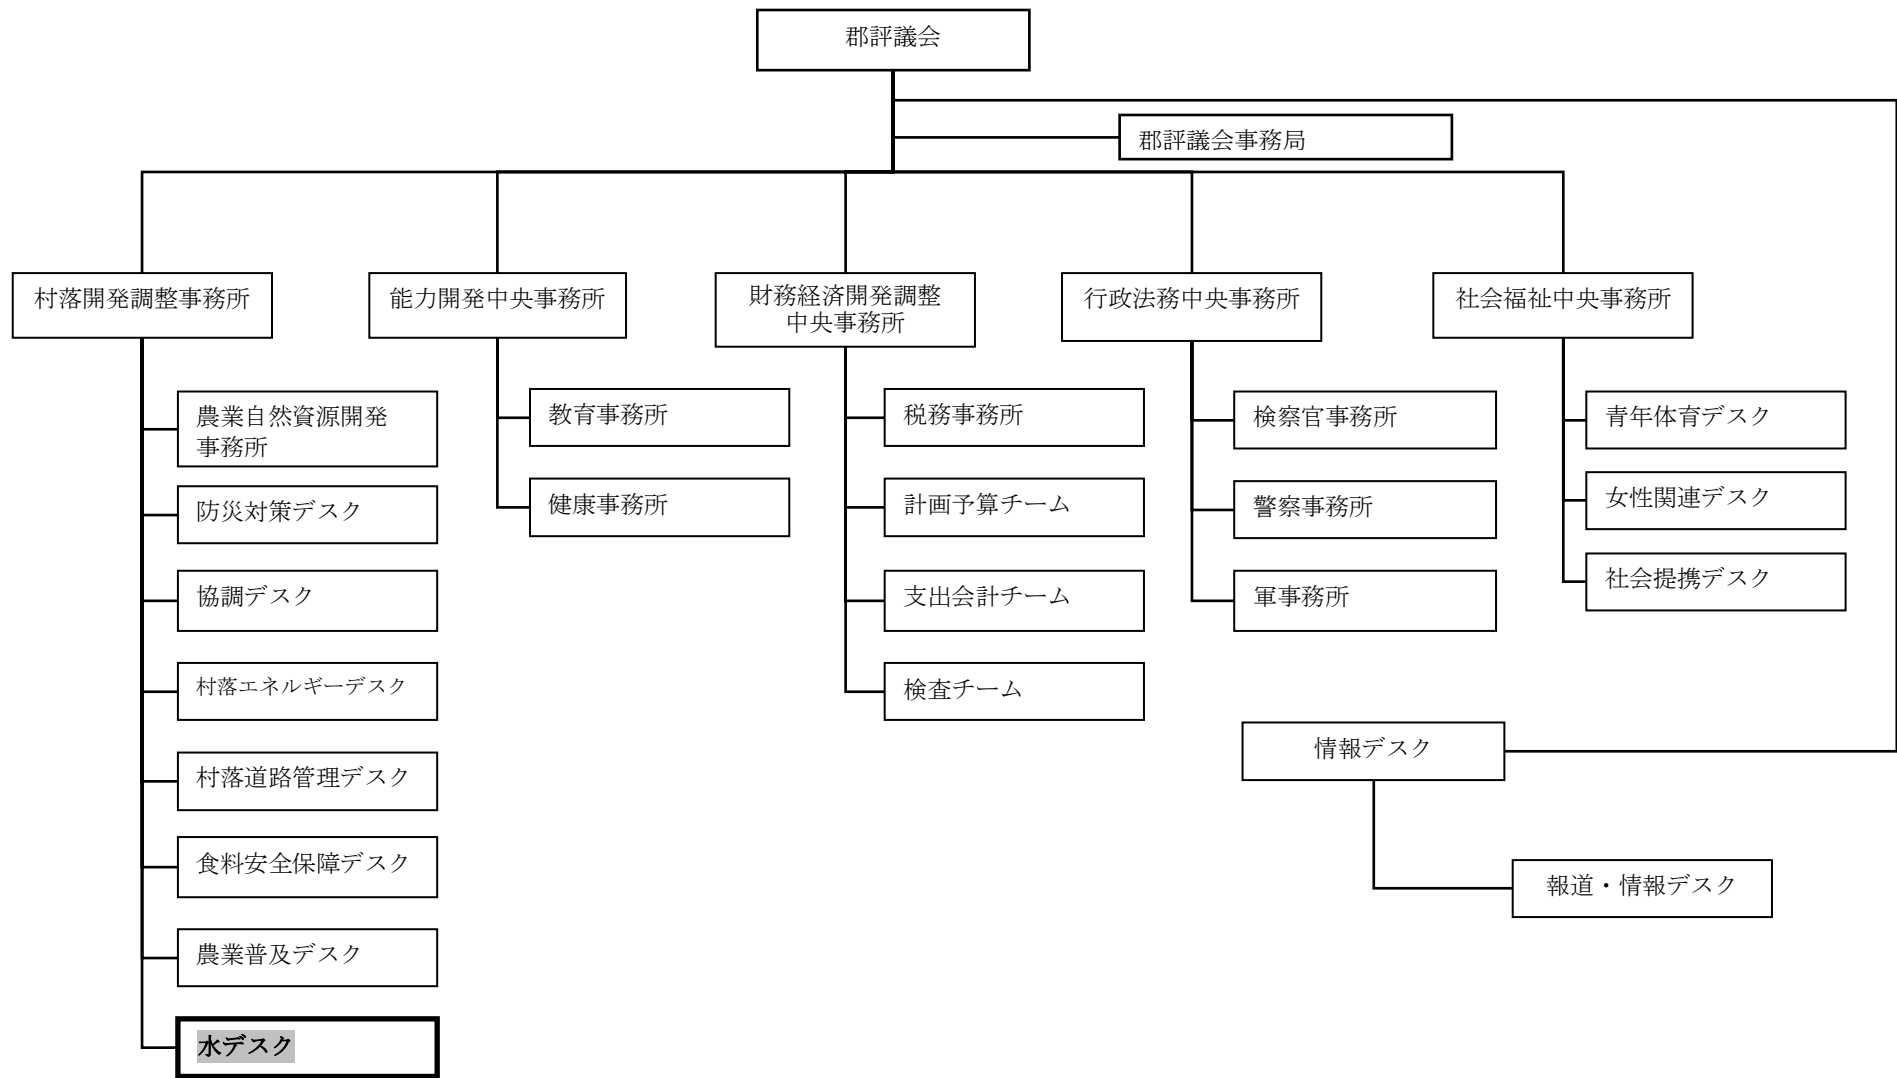 郡評議会
郡評議会事務局
村落開発調整事務所
能力開発中央事務所
財務経済開発調整
中央事務所
行政法務中央事務所
社会福祉中央事務所
農業自然資源開発
事務所
防災対策デスク
協調デスク
村落エネルギーデスク
村落道路管理デスク
食料安全保障デスク
農業普及デスク
水デスク
教育事務所
健康事務所
税務事務所
計画予算チーム
支出会計チーム
検査チーム
検察官事務所
警察事務所
軍事務所
青年体育デスク
女性関連デスク
社会提携デスク
情報デスク
報道・情報デスク